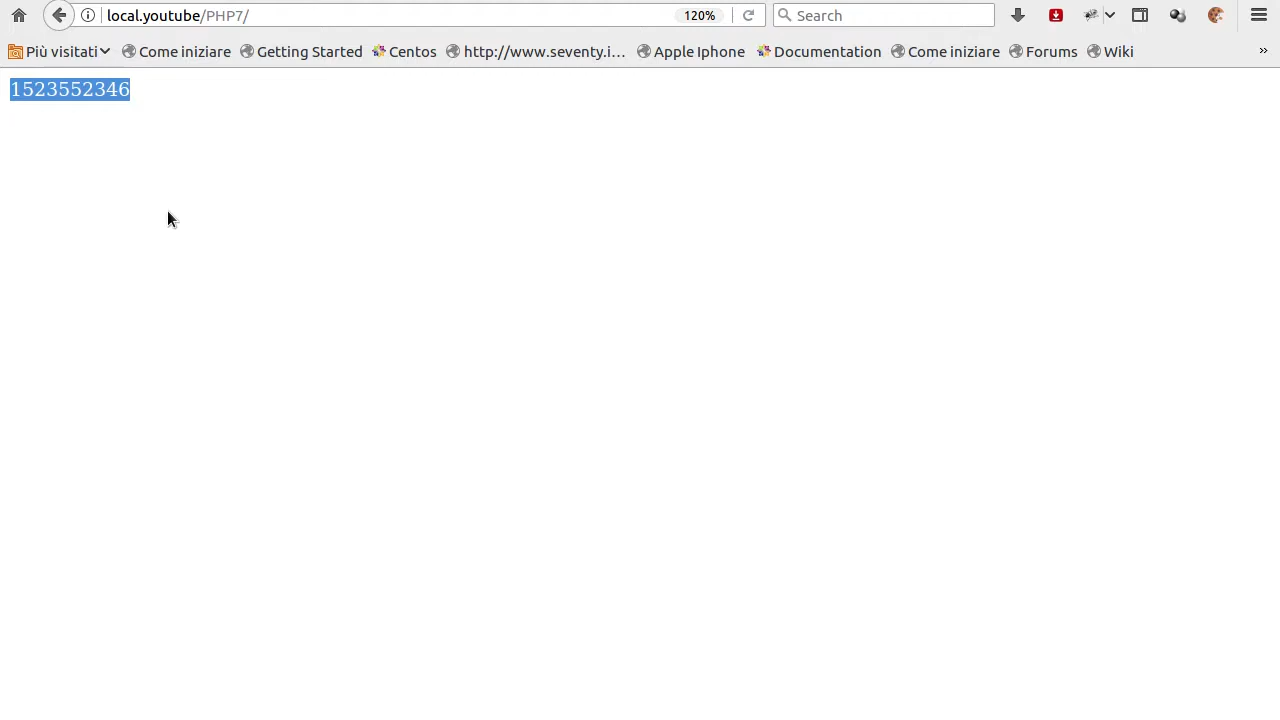 local.youtube/PHP7/ 120% Search
Più visitati Come iniziare Getting Started Centos http://www.seventy.i... Apple Iphone Documentation Come iniziare Forums Wiki »
1523552346